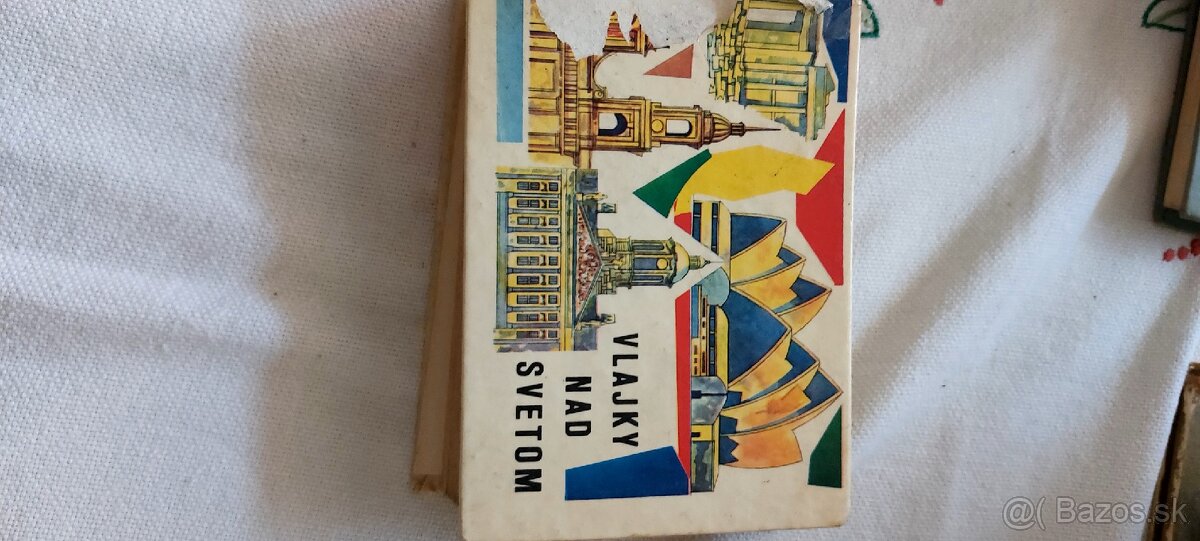 VLAJKY
NAD
SVETOM
@( Bazos.sk